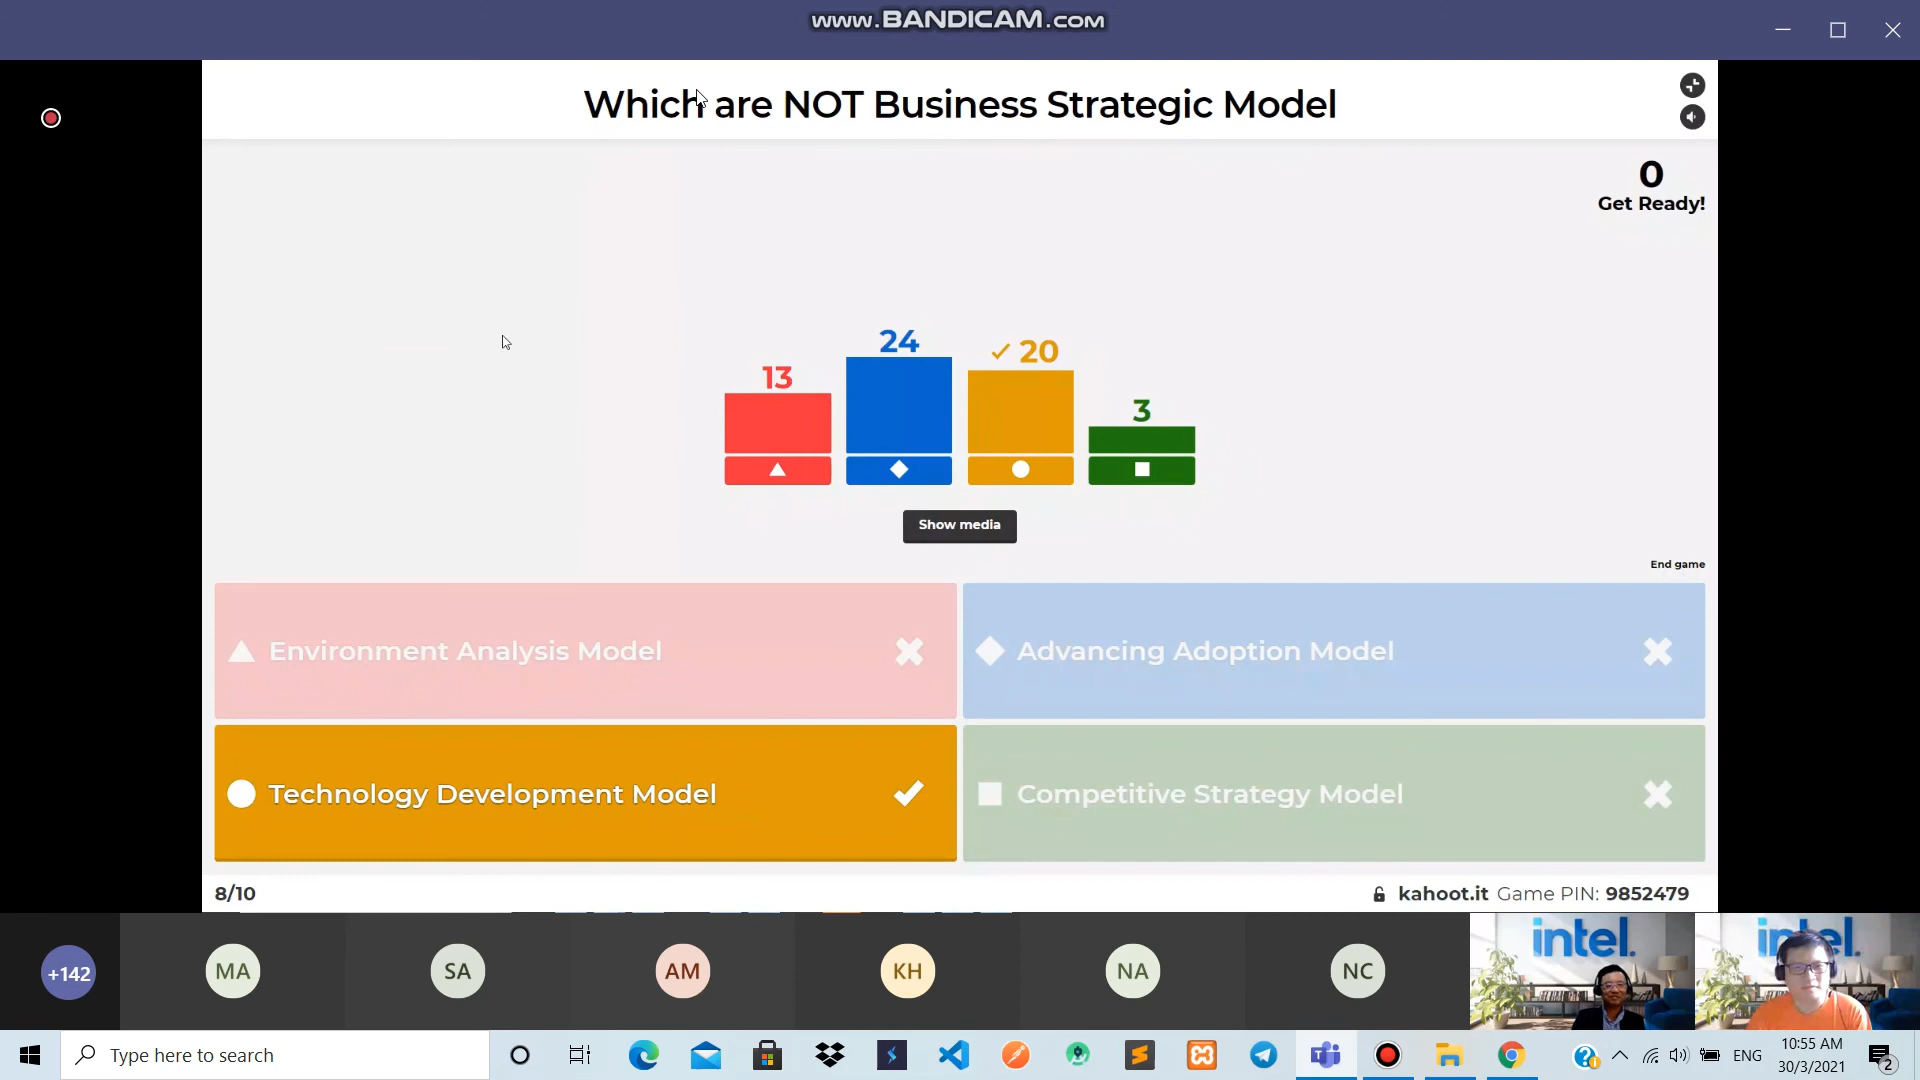 www.BANDICAM.com
Which are NOT Business Strategic Model
0
Get Ready!
13
24
20
3
Show media
End game
Environment Analysis Model
Advancing Adoption Model
Technology Development Model
Competitive Strategy Model
8/10
kahoot.it Game PIN: 9852479
+142
MA
SA
AM
KH
NA
NC
intel.
intel.
Type here to search
ENG
10:55 AM
30/3/2021
2